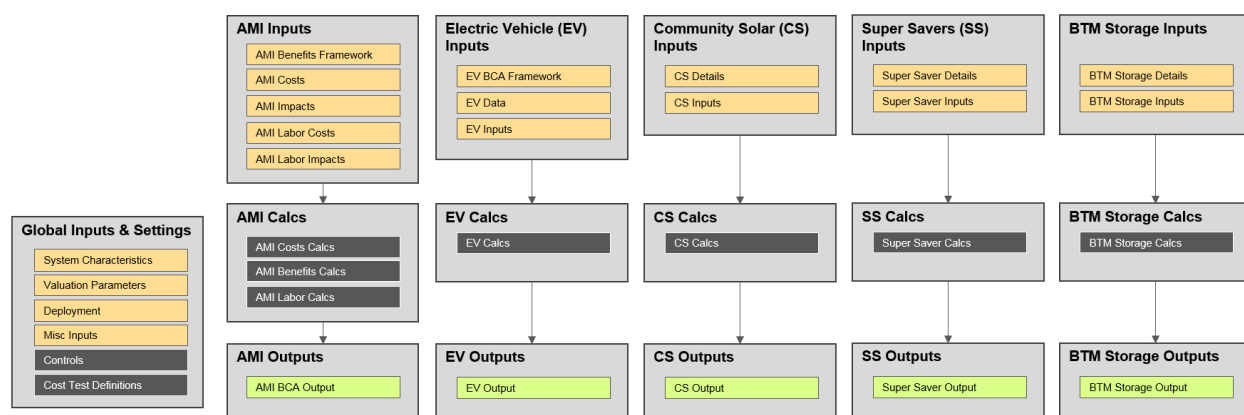 AMI Inputs
AMI Benefits Framework
AMI Costs
AMI Impacts
AMI Labor Costs
AMI Labor Impacts
Electric Vehicle (EV)
Inputs
EV BCA Framework
EV Data
EV Inputs
Community Solar (CS)
Inputs
CS Details
CS Inputs
Super Savers (SS)
Inputs
Super Saver Details
Super Saver Inputs
BTM Storage Inputs
BTM Storage Details
BTM Storage Inputs
Global Inputs & Settings
System Characteristics
Valuation Parameters
Deployment
Misc Inputs
Controls
Cost Test Definitions
AMI Calcs
AMI Costs Calcs
AMI Benefits Calcs
AMI Labor Calcs
EV Calcs
EV Calcs
CS Calcs
CS Calcs
SS Calcs
Super Saver Calcs
BTM Storage Calcs
BTM Storage Calcs
AMI Outputs
AMI BCA Output
EV Outputs
EV Output
CS Outputs
CS Output
SS Outputs
Super Saver Output
BTM Storage Outputs
BTM Storage Output